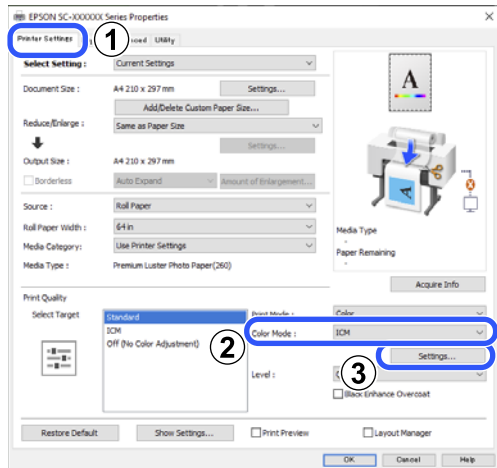 EPSON SC-XXXXXX Series Properties
Printer Settings
1
Utility
Select Setting :
Current Settings
Document Size :
A4 210 x 297 mm
Settings...
Add/Delete Custom Paper Size...
Reduce/Enlarge :
Same as Paper Size
Settings...
Output Size :
A4 210 x 297 mm
Borderless
Auto Expand
Amount of Enlargement...
Source :
Roll Paper
Roll Paper Width :
64 in
Media Category:
Use Printer Settings
Media Type :
Premium Luster Photo Paper(260)
A
A
Media Type
-
Paper Remaining
-
Acquire Info
Print Quality
Select Target
Standard
ICM
Off (No Color Adjustment)
Print Mode :
Color
2
Color Mode :
ICM
Settings...
3
Level :
Black Enhance Overcoat
Restore Default
Show Settings...
Print Preview
Layout Manager
OK
Cancel
Help